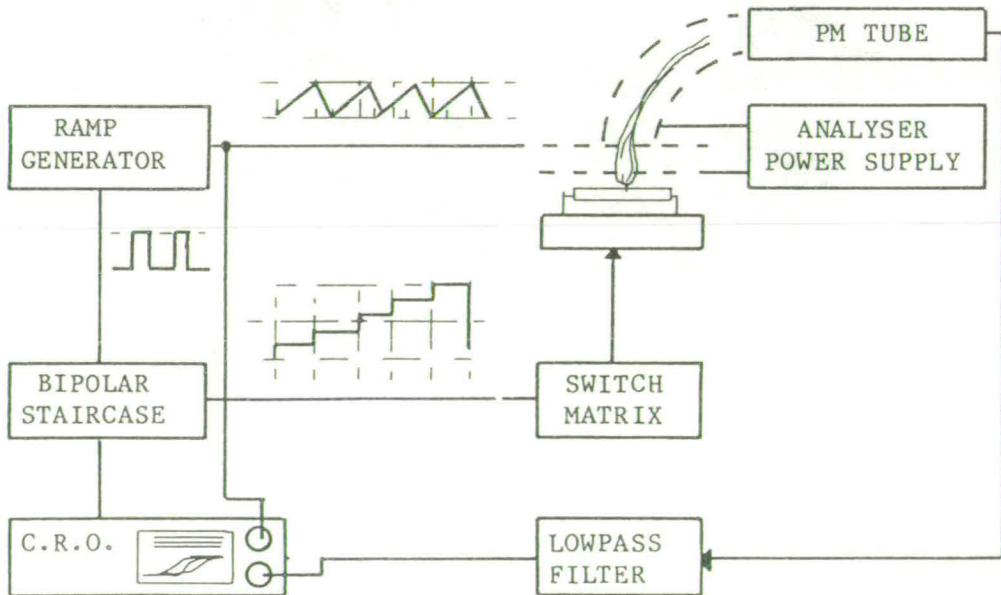 PM TUBE
RAMP
GENERATOR
ANALYSER
POWER SUPPLY
BIPOLAR
STAIRCASE
SWITCH
MATRIX
C.R.O.
LOWPASS
FILTER